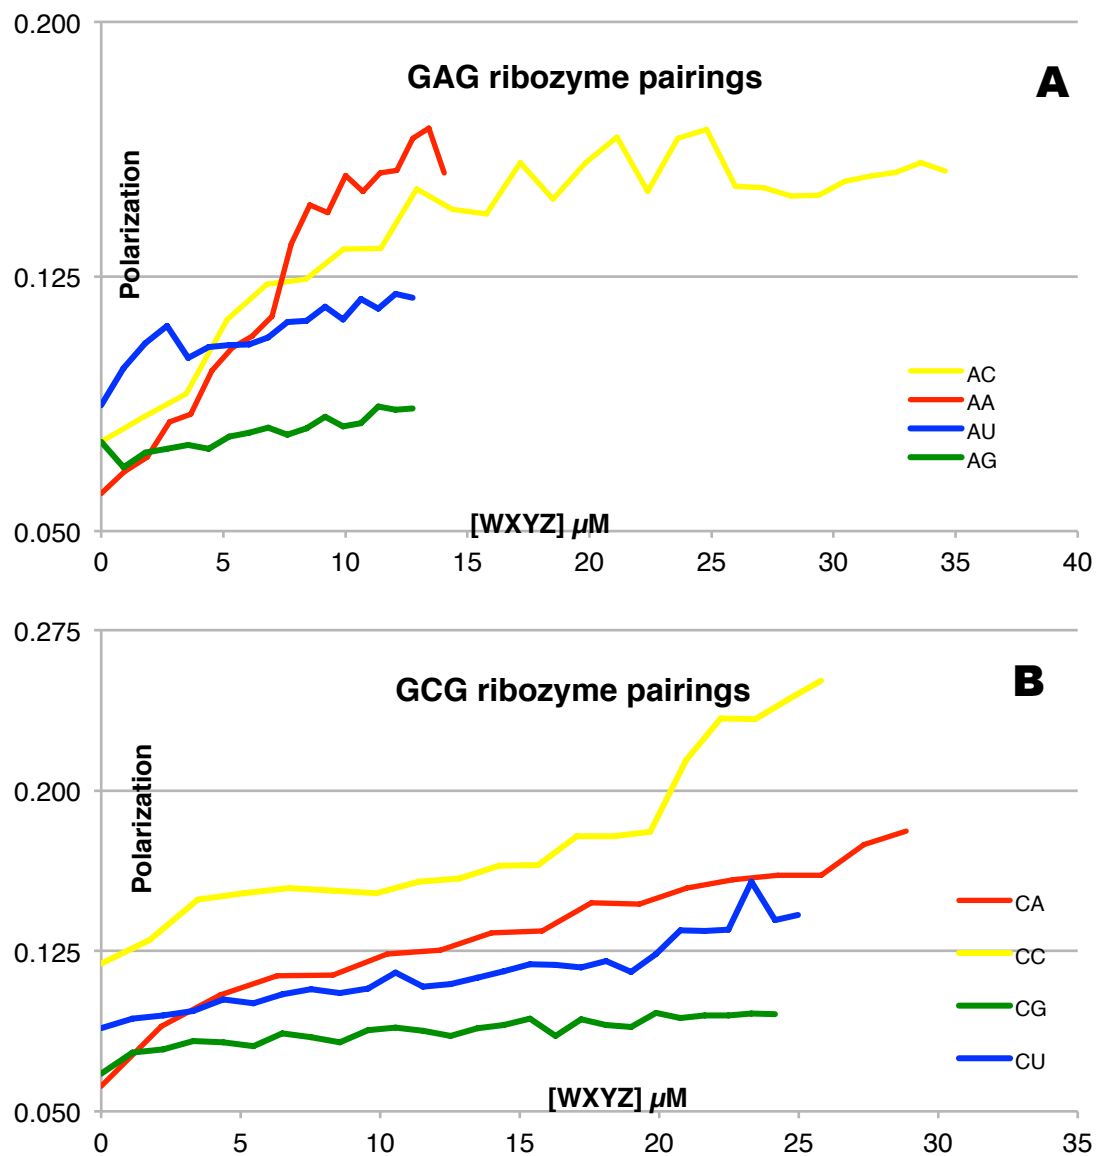 0.200
GAG ribozyme pairings
A
Polarization
0.125
AC
AA
AU
AG
[WXYZ] µM
0.050
0 5 10 15 20 25 30 35 40
0.275
GCG ribozyme pairings
B
Polarization
0.200
0.125
CA
CC
CG
CU
[WXYZ] µM
0.050
0 5 10 15 20 25 30 35